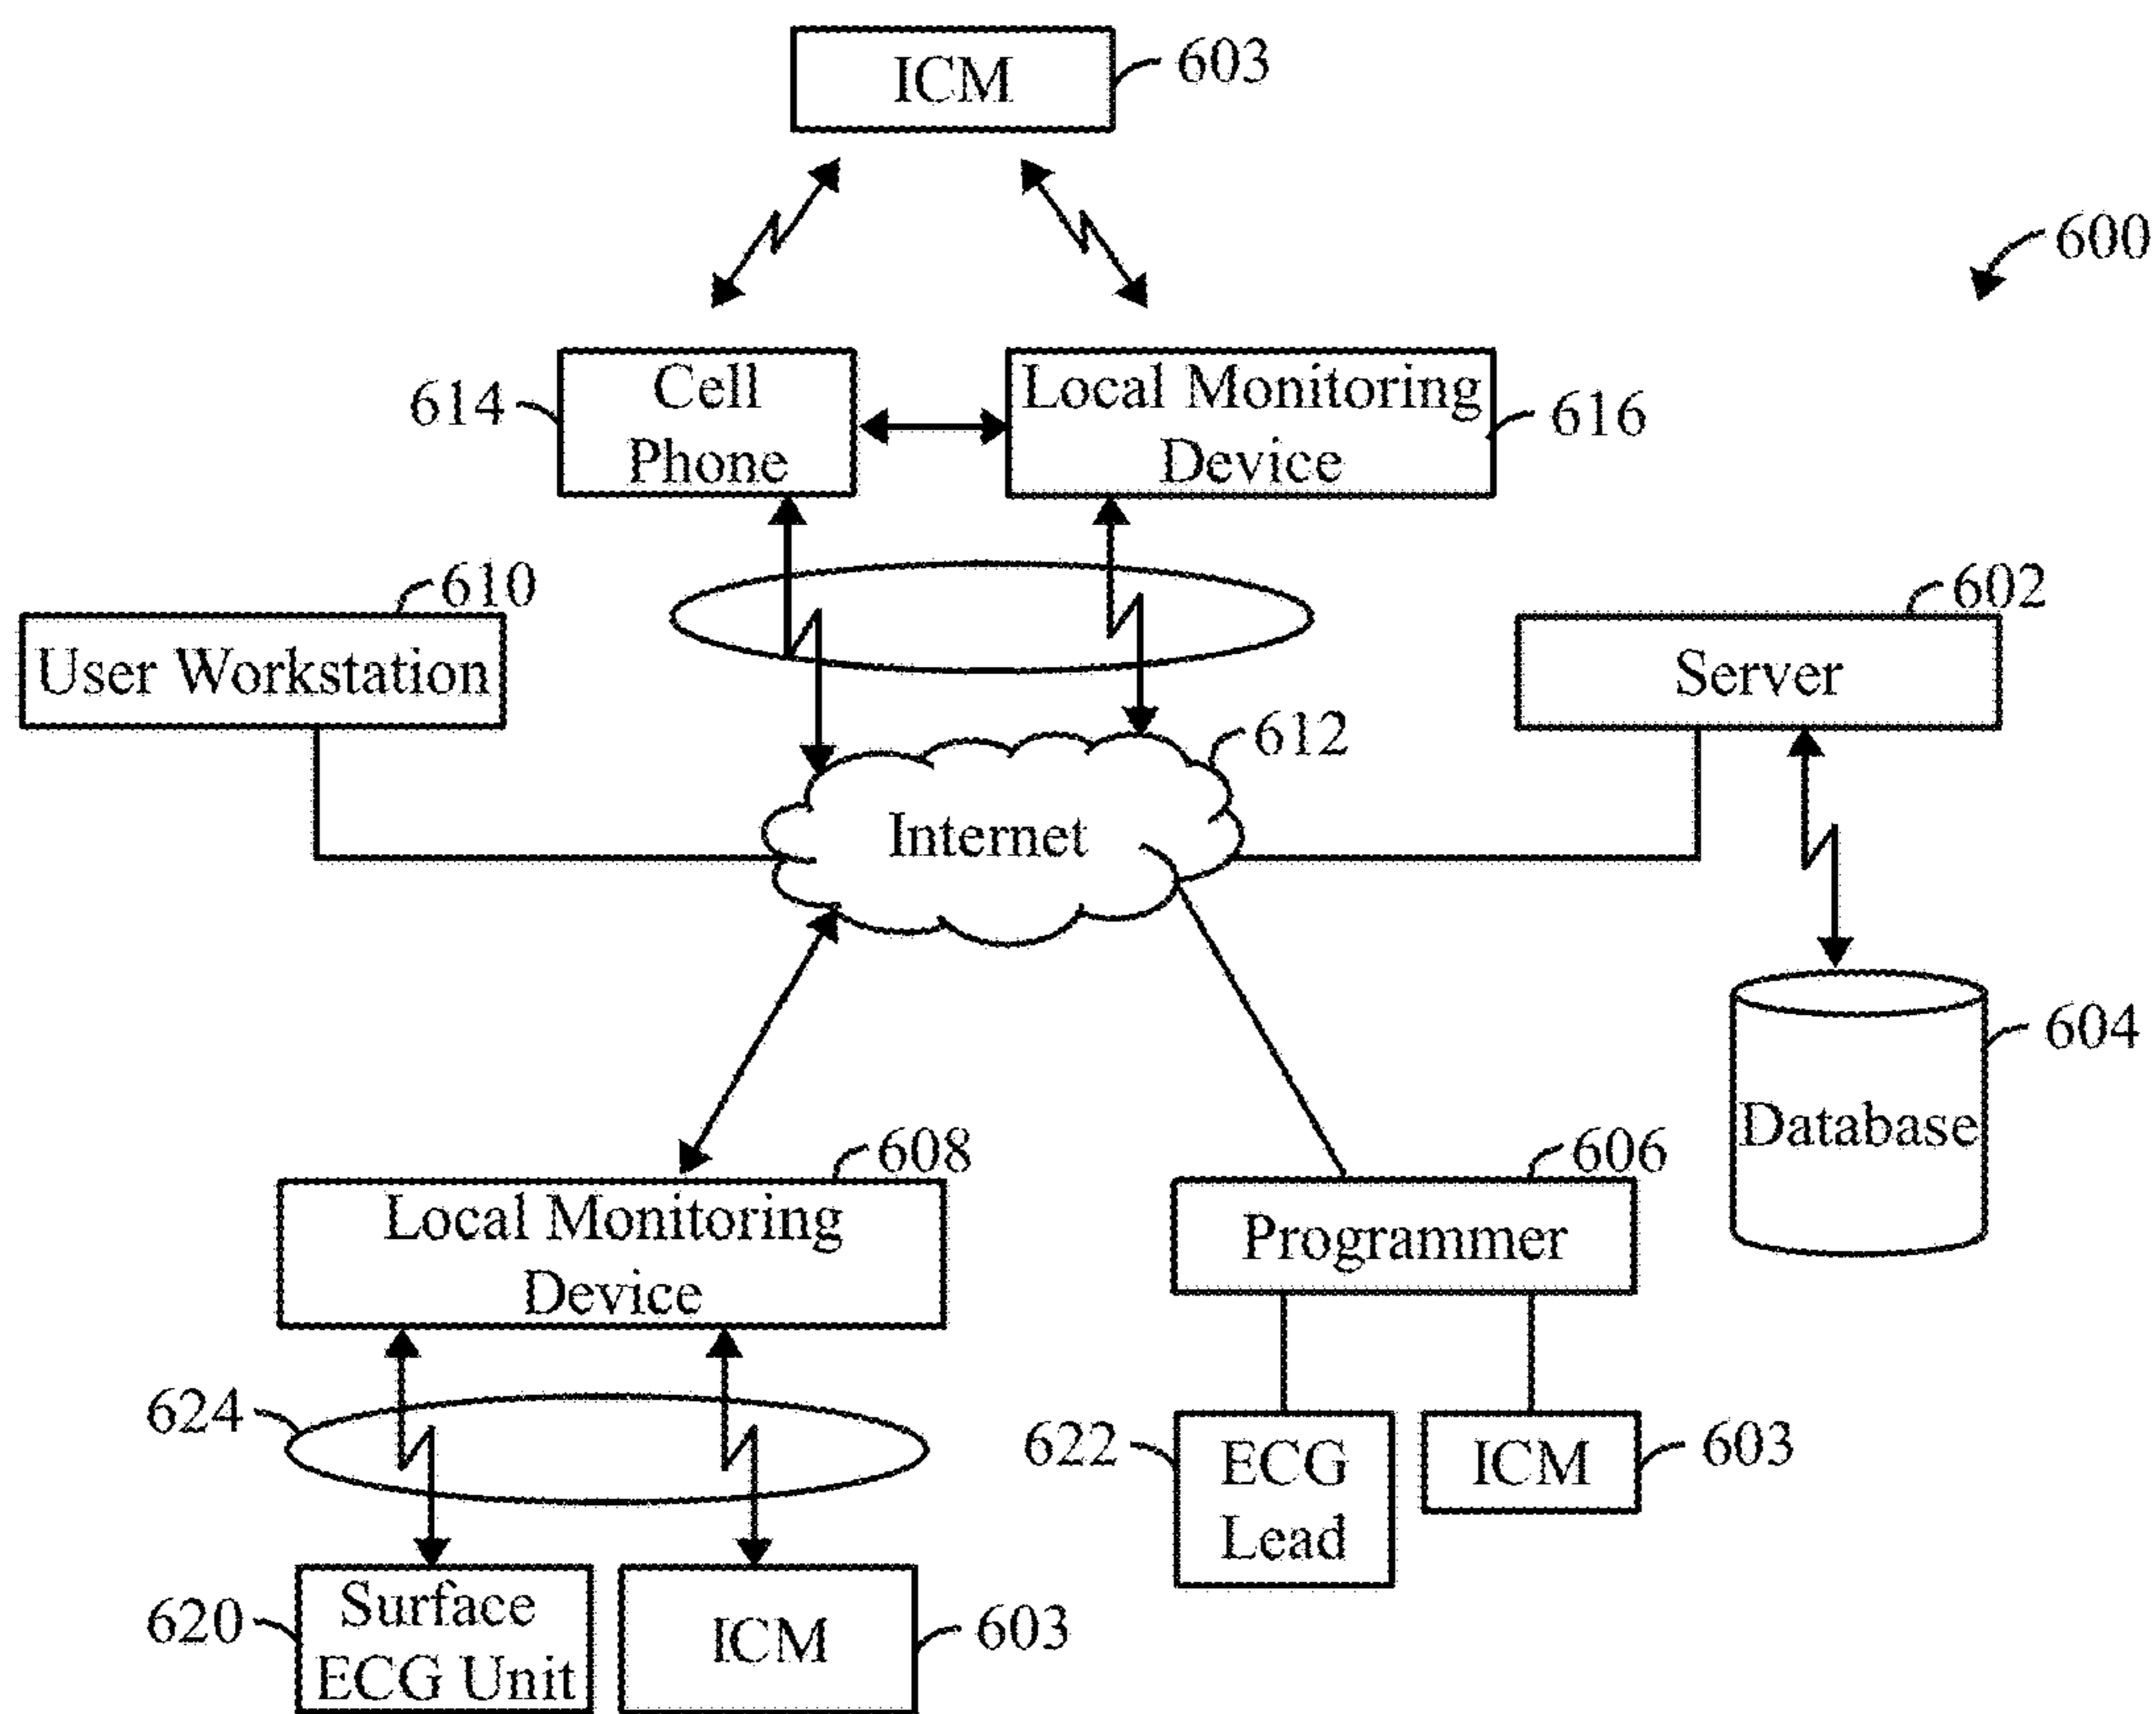 ICM
603
600
Cell
Phone
614
Local Monitoring
Device
616
610
User Workstation
602
Server
612
Internet
604
Database
608
Local Monitoring
Device
606
Programmer
624
622
ECG
Lead
ICM
603
620
Surface
ECG Unit
ICM
603